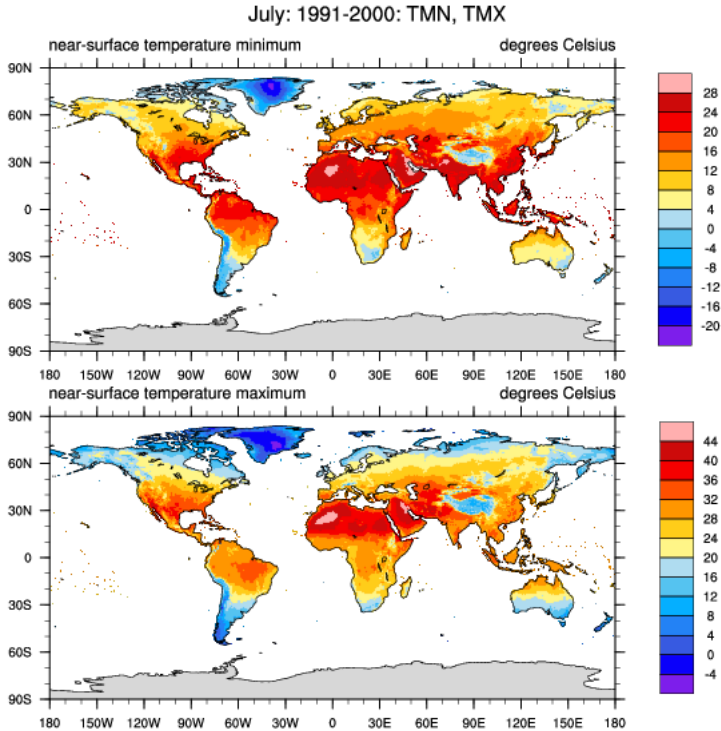 July: 1991-2000: TMN, TMX
near-surface temperature minimum degrees Celsius
90N
60N
30N
0
30S
60S
90S
180 150W 120W 90W 60W 30W 0 30E 60E 90E 120E 150E 180
28
24
20
16
12
8
4
0
-4
-8
-12
-16
-20
near-surface temperature maximum degrees Celsius
90N
60N
30N
0
30S
60S
90S
180 150W 120W 90W 60W 30W 0 30E 60E 90E 120E 150E 180
44
40
36
32
28
24
20
16
12
8
4
0
-4